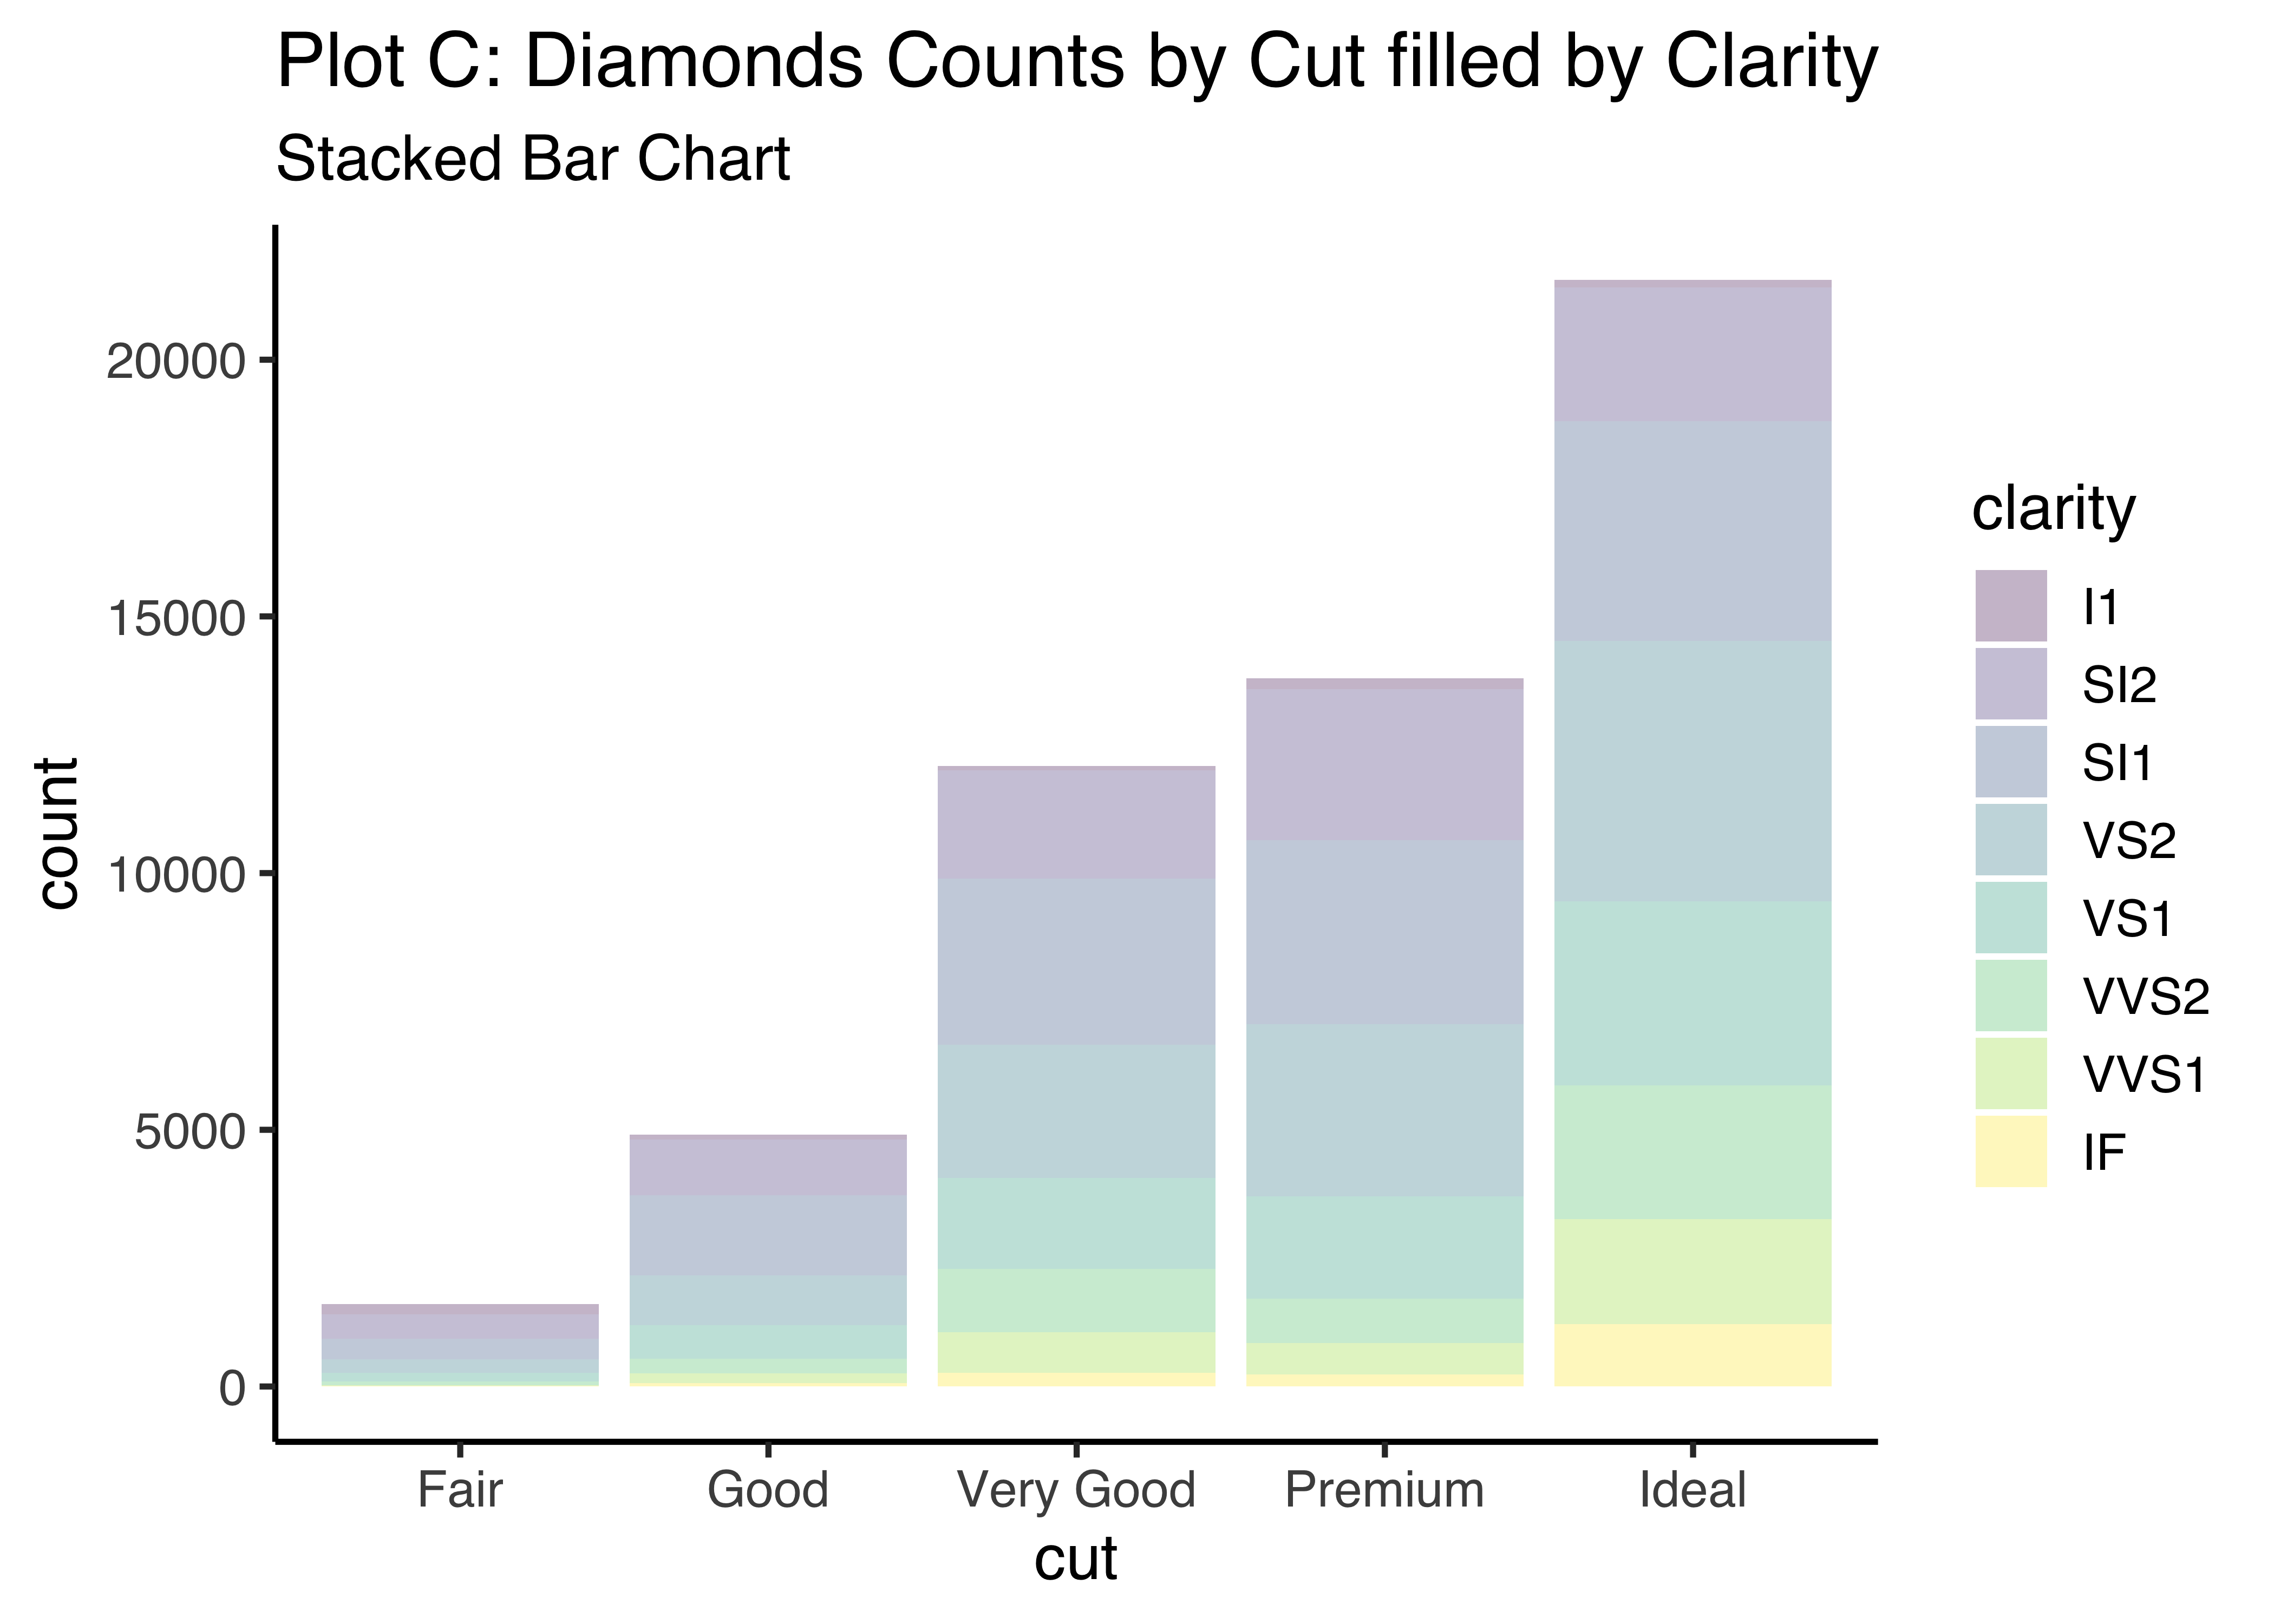 Plot C: Diamonds Counts by Cut filled by Clarity
Stacked Bar Chart
count
20000
15000
10000
5000
0
Fair
Good
Very Good
Premium
Ideal
cut
clarity
I1
SI2
SI1
VS2
VS1
VVS2
VVS1
IF